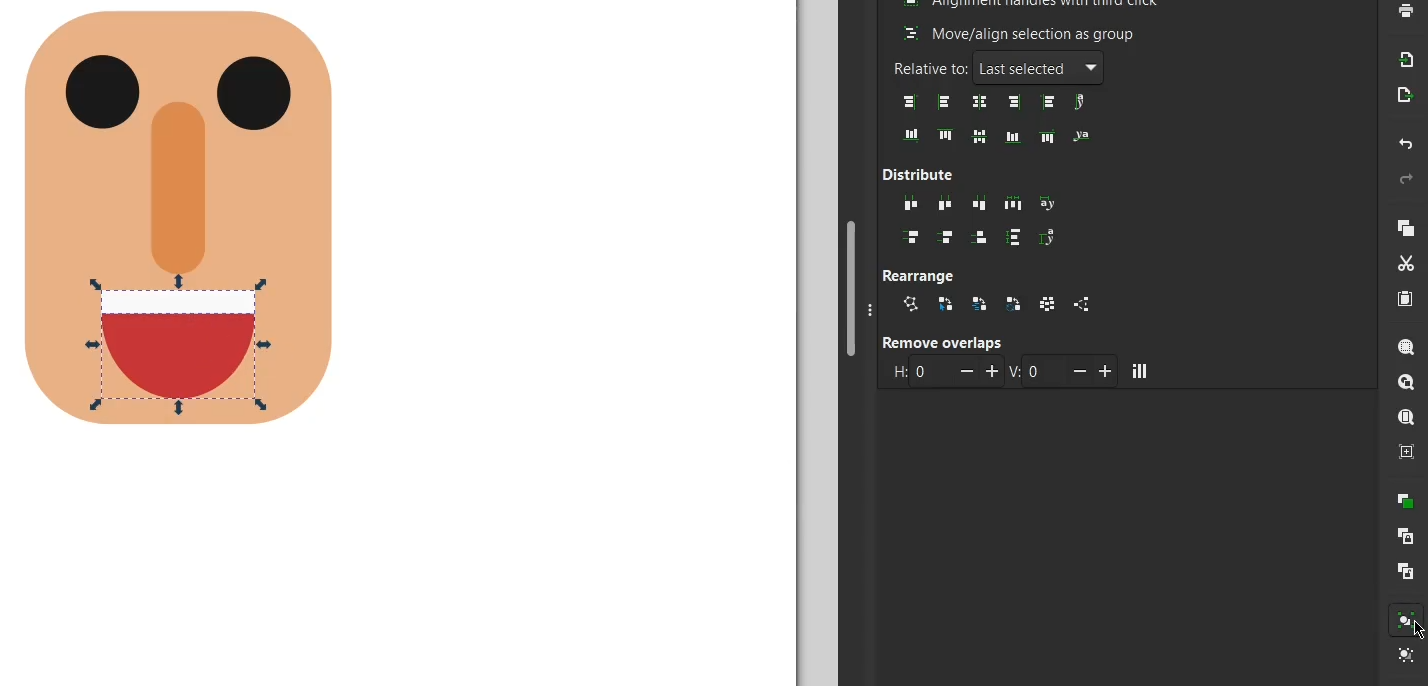 Alignment handles with third click
Move/align selection as group
Relative to: Last selected
Distribute
Rearrange
Remove overlaps
H: 0 V: 0